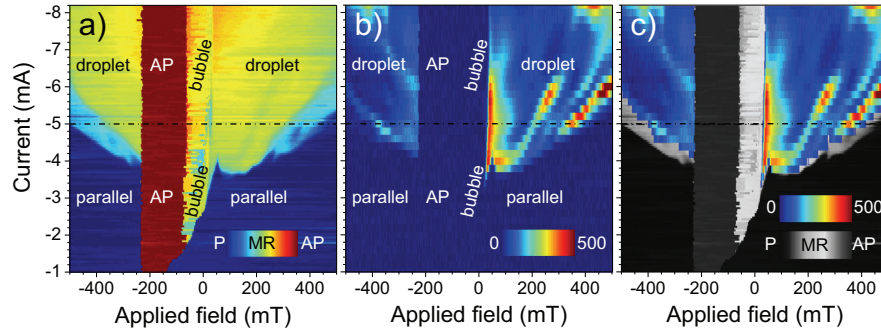 a)
droplet
AP
bubble
droplet
parallel
AP
bubble
parallel
P MR AP
Current (mA)
-8
-7
-6
-5
-4
-3
-2
-1
-400 -200 0 200 400
Applied field (mT)
b)
droplet
AP
bubble
droplet
parallel
AP
bubble
parallel
0 500
-400 -200 0 200 400
Applied field (mT)
c)
0 500
P MR AP
-400 -200 0 200 400
Applied field (mT)